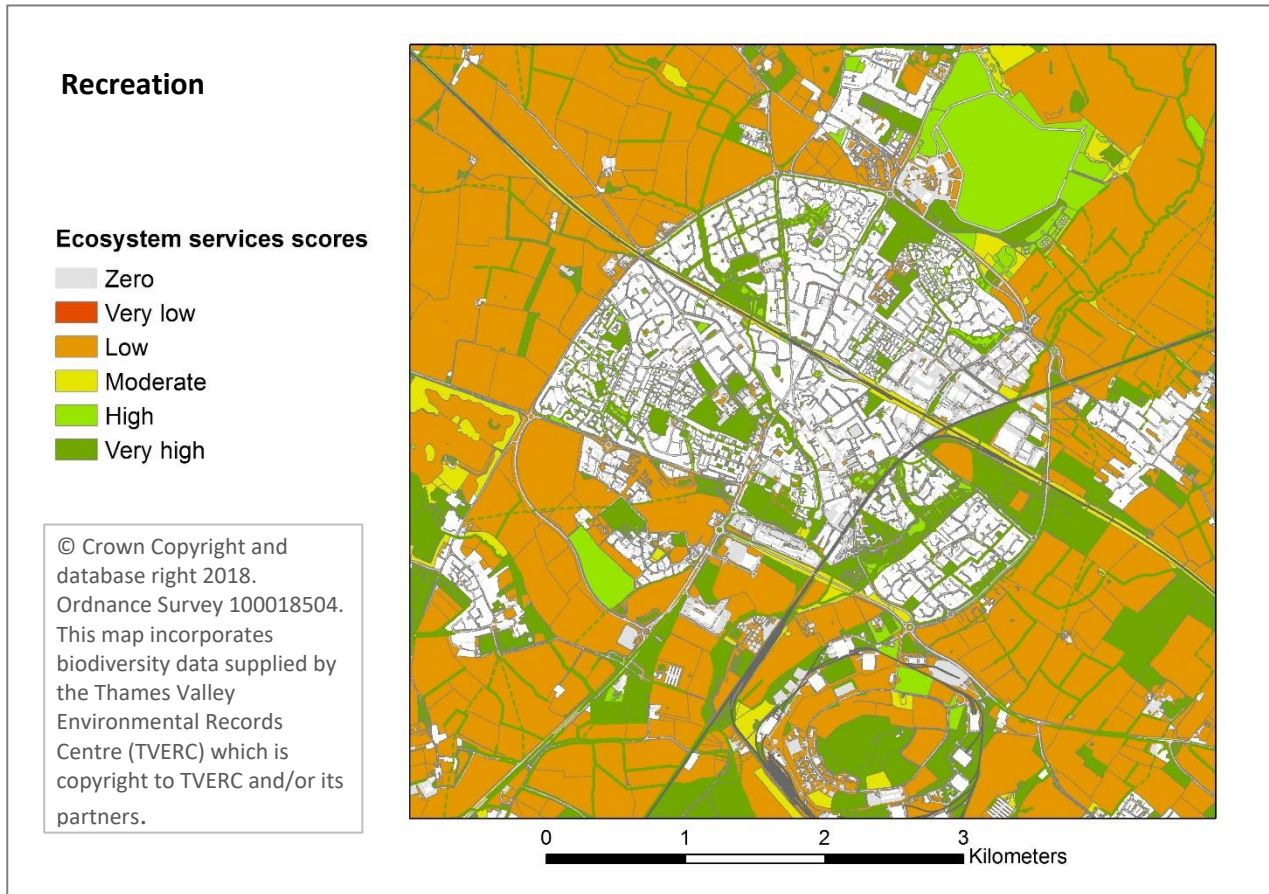 Recreation
Ecosystem services scores
Zero
Very low
Low
Moderate
High
Very high
© Crown Copyright and
database right 2018.
Ordnance Survey 100018504.
This map incorporates
biodiversity data supplied by
the Thames Valley
Environmental Records
Centre (TVERC) which is
copyright to TVERC and/or its
partners.
0 1 2 3
Kilometers